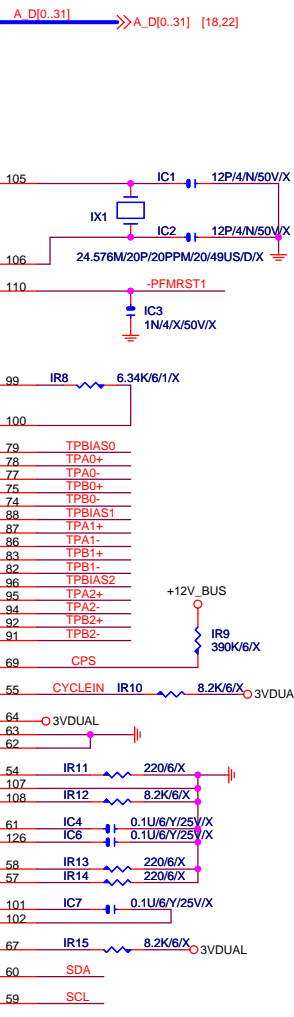 A_D[0..31]
A_D[0..31] [18,22]
105 IC1 12P/4/N/50V/X
IX1
IC2 12P/4/N/50V/X
106 24.576M/20P/20PPM/20/49US/D/X
110 -PFMRST1
IC3
1N/4/X/50V/X
99 IR8 6.34K/6/1/X
100
79 TPBIAS0
78 TPA0+
77 TPA0-
75 TPB0+
74 TPB0-
88 TPBIAS1
87 TPA1+
86 TPA1-
83 TPB1+
82 TPB1-
96 TPBIAS2
95 TPA2+
94 TPA2-
92 TPB2+
91 TPB2-
+12V_BUS
IR9
390K/6/X
69 CPS
55 CYCLEIN IR10 8.2K/6/X 3VDUA
64 3VDUAL
63
62
54 IR11 220/6/X
107
108 IR12 8.2K/6/X
61 IC4 0.1U/6/Y/25V/X
126 IC6 0.1U/6/Y/25V/X
58 IR13 220/6/X
57 IR14 220/6/X
101 IC7 0.1U/6/Y/25V/X
102
67 IR15 8.2K/6/X 3VDUAL
60 SDA
59 SCL